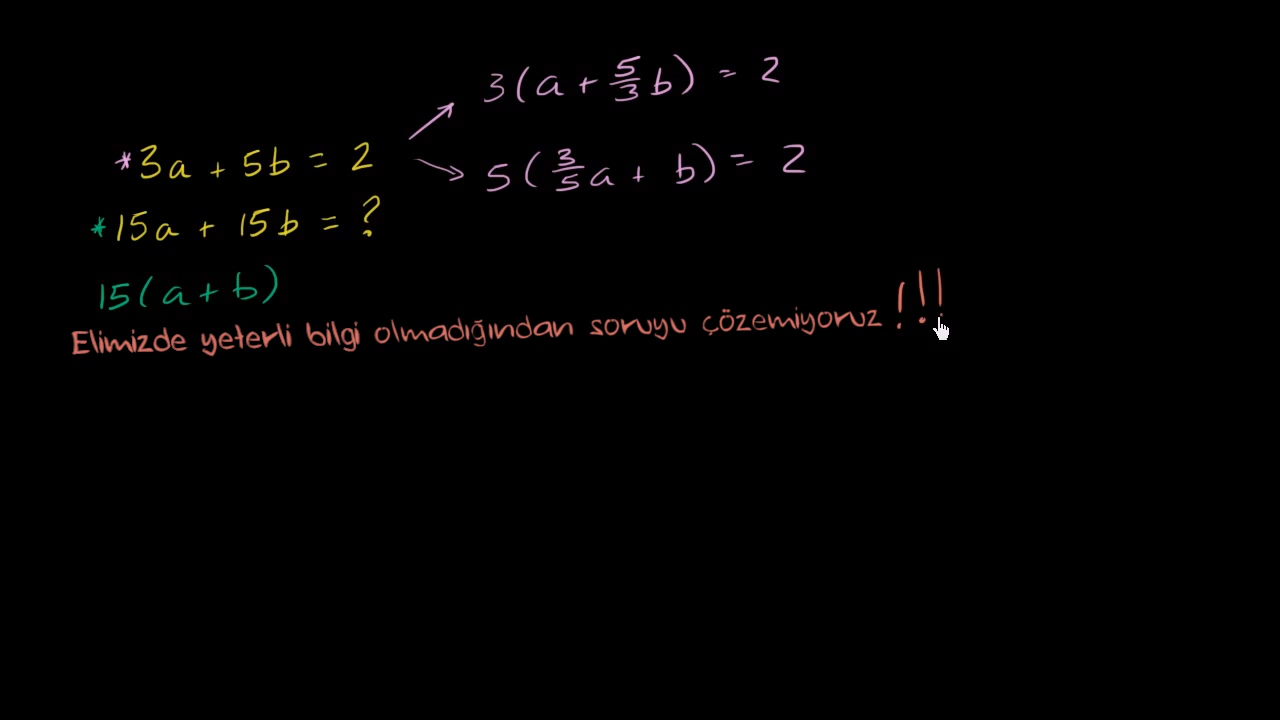 3(a + 5/3 b) = 2
*3a + 5b = 2
5(3/5 a + b) = 2
*15a + 15b = ?
15(a + b)
Elimizde yeterli bilgi olmadığından soruyu çözemiyoruz!!!